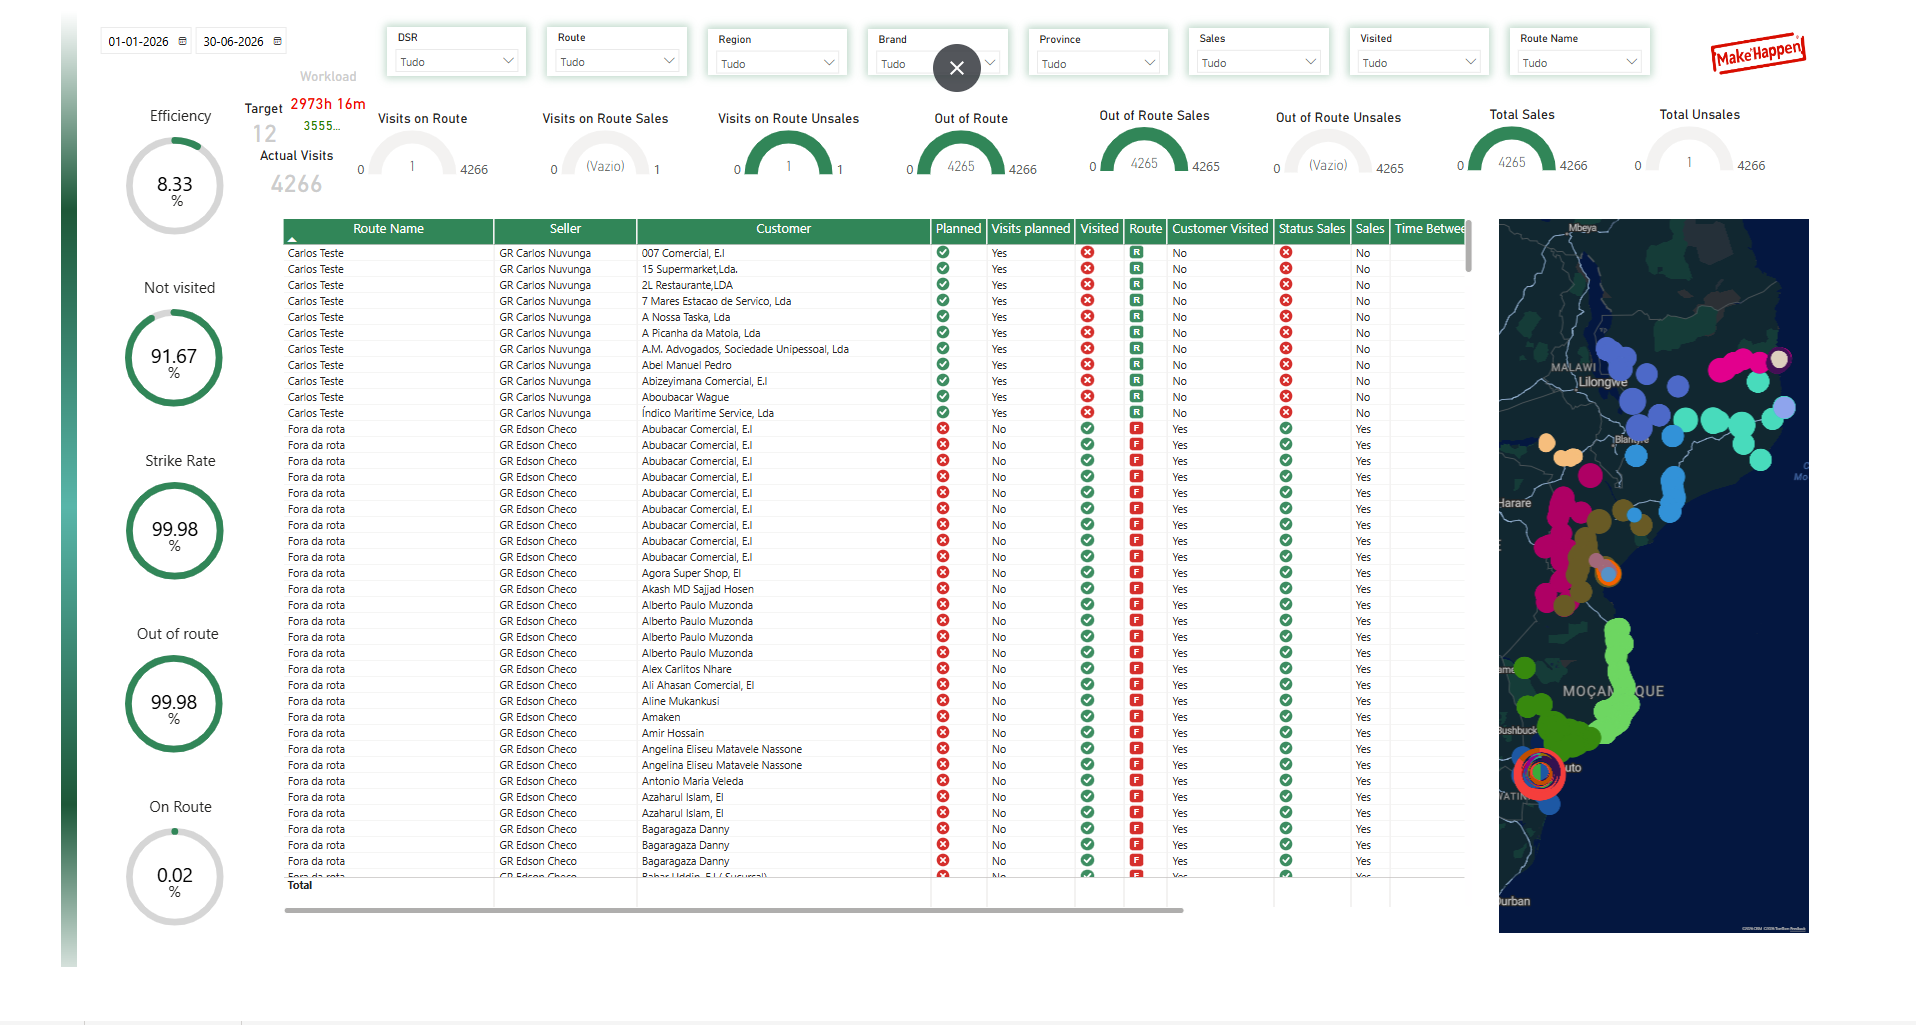 01-01-2026 30-06-2026
DSR
Tudo
Route
Tudo
Region
Tudo
Brand
Tudo
Province
Tudo
Sales
Tudo
Visited
Tudo
Route Name
Tudo
Make Happen
Workload
2973h 16m
3555...
Target
12
Actual Visits
4266
Efficiency
8.33
%
Not visited
91.67
%
Strike Rate
99.98
%
Out of route
99.98
%
On Route
0.02
%
Visits on Route
0 1 4266
Visits on Route Sales
0 (Vazio) 1
Visits on Route Unsales
0 1 1
Out of Route
0 4265 4266
Out of Route Sales
0 4265 4265
Out of Route Unsales
0 (Vazio) 4265
Total Sales
0 4265 4266
Total Unsales
0 1 4266
Route Name Seller Customer Planned Visits planned Visited Route Customer Visited Status Sales Sales Time Betwee
Carlos Teste GR Carlos Nuvunga 007 Comercial, E.I Yes R No No
Carlos Teste GR Carlos Nuvunga 15 Supermarket,Lda. Yes R No No
Carlos Teste GR Carlos Nuvunga 2L Restaurante,LDA Yes R No No
Carlos Teste GR Carlos Nuvunga 7 Mares Estacao de Servico, Lda Yes R No No
Carlos Teste GR Carlos Nuvunga A Nossa Taska, Lda Yes R No No
Carlos Teste GR Carlos Nuvunga A Picanha da Matola, Lda Yes R No No
Carlos Teste GR Carlos Nuvunga A.M. Advogados, Sociedade Unipessoal, Lda Yes R No No
Carlos Teste GR Carlos Nuvunga Abel Manuel Pedro Yes R No No
Carlos Teste GR Carlos Nuvunga Abizeyimana Comercial, E.I Yes R No No
Carlos Teste GR Carlos Nuvunga Aboubacar Wague Yes R No No
Carlos Teste GR Carlos Nuvunga Índico Maritime Service, Lda Yes R No No
Fora da rota GR Edson Checo Abubacar Comercial, E.I No F Yes Yes
Fora da rota GR Edson Checo Abubacar Comercial, E.I No F Yes Yes
Fora da rota GR Edson Checo Abubacar Comercial, E.I No F Yes Yes
Fora da rota GR Edson Checo Abubacar Comercial, E.I No F Yes Yes
Fora da rota GR Edson Checo Abubacar Comercial, E.I No F Yes Yes
Fora da rota GR Edson Checo Abubacar Comercial, E.I No F Yes Yes
Fora da rota GR Edson Checo Abubacar Comercial, E.I No F Yes Yes
Fora da rota GR Edson Checo Abubacar Comercial, E.I No F Yes Yes
Fora da rota GR Edson Checo Abubacar Comercial, E.I No F Yes Yes
Fora da rota GR Edson Checo Agora Super Shop, EI No F Yes Yes
Fora da rota GR Edson Checo Akash MD Sajjad Hosen No F Yes Yes
Fora da rota GR Edson Checo Alberto Paulo Muzonda No F Yes Yes
Fora da rota GR Edson Checo Alberto Paulo Muzonda No F Yes Yes
Fora da rota GR Edson Checo Alberto Paulo Muzonda No F Yes Yes
Fora da rota GR Edson Checo Alberto Paulo Muzonda No F Yes Yes
Fora da rota GR Edson Checo Alex Carlitos Nhare No F Yes Yes
Fora da rota GR Edson Checo Ali Ahasan Comercial, EI No F Yes Yes
Fora da rota GR Edson Checo Aline Mukankusi No F Yes Yes
Fora da rota GR Edson Checo Amaken No F Yes Yes
Fora da rota GR Edson Checo Amir Hossain No F Yes Yes
Fora da rota GR Edson Checo Angelina Eliseu Matavele Nassone No F Yes Yes
Fora da rota GR Edson Checo Angelina Eliseu Matavele Nassone No F Yes Yes
Fora da rota GR Edson Checo Antonio Maria Veleda No F Yes Yes
Fora da rota GR Edson Checo Azaharul Islam, EI No F Yes Yes
Fora da rota GR Edson Checo Azaharul Islam, EI No F Yes Yes
Fora da rota GR Edson Checo Bagaragaza Danny No F Yes Yes
Fora da rota GR Edson Checo Bagaragaza Danny No F Yes Yes
Fora da rota GR Edson Checo Bagaragaza Danny No F Yes Yes
Fora da rota GR Edson Checo Babar Uddin, E.I ( Sucursal) No F Yes Yes
Total
Mbeya
MALAWI
Lilongwe
Blantyre
Harare
MOÇAMBIQUE
Bushbuck
uto
Durban